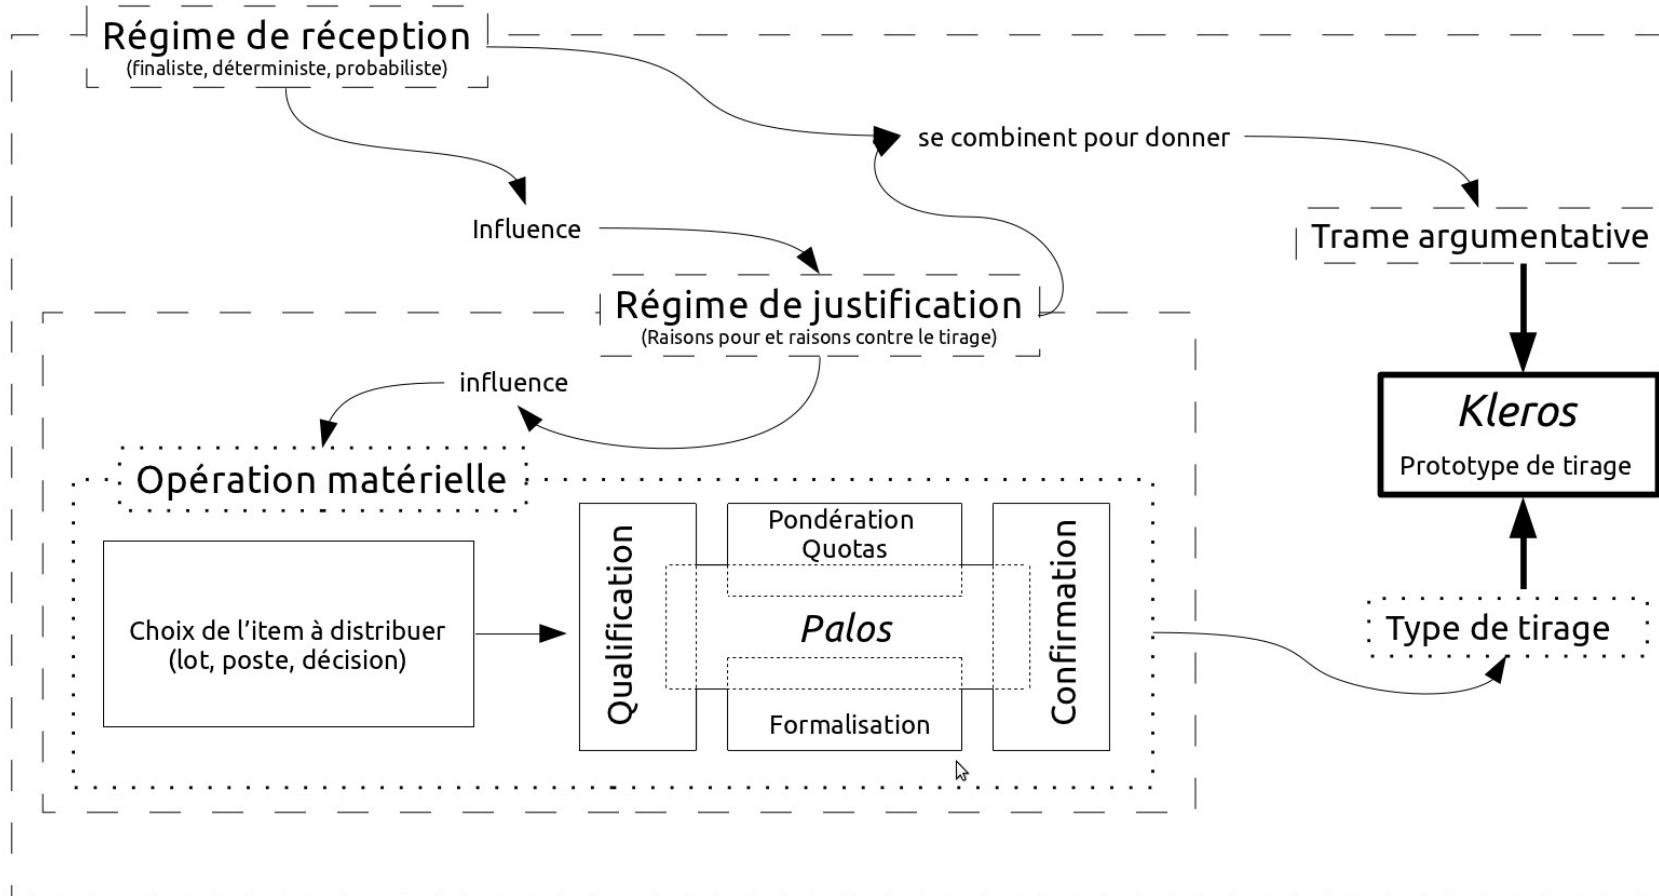 Régime de réception
(finaliste, déterministe, probabiliste)
se combinent pour donner
Influence
Trame argumentative
Régime de justification
(Raisons pour et raisons contre le tirage)
influence
Kleros
Prototype de tirage
Opération matérielle
Choix de l'item à distribuer
(lot, poste, décision)
Qualification
Pondération
Quotas
Palos
Formalisation
Confirmation
Type de tirage